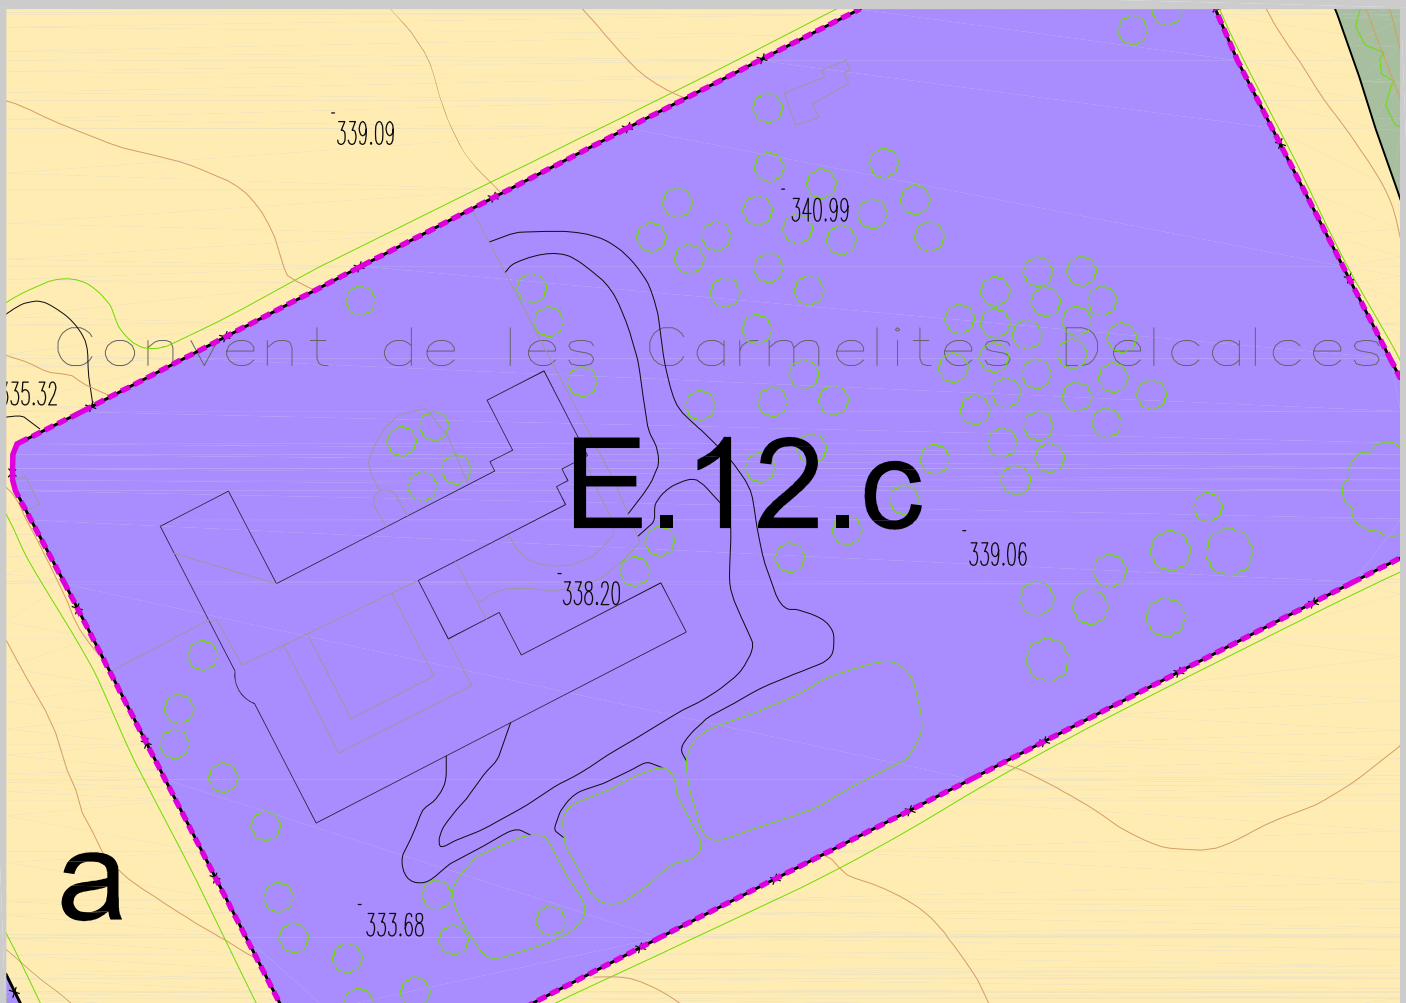 339.09
340.99
Convent de les Carmelites Delcalces
335.32
E.12.c
339.06
338.20
a
333.68